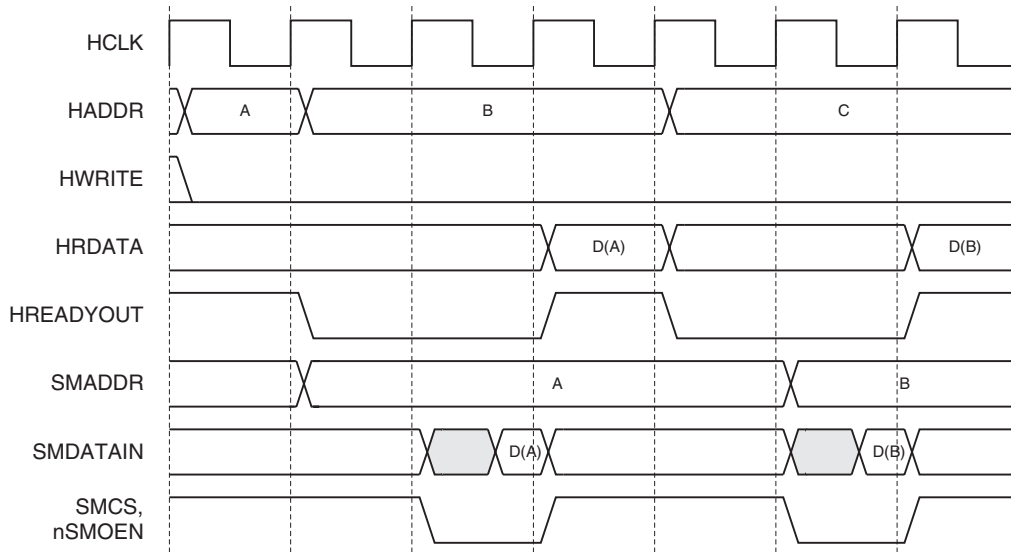 HCLK
HADDR
A
B
C
HWRITE
HRDATA
D(A)
D(B)
HREADYOUT
SMADDR
A
B
SMDATAIN
D(A)
D(B)
SMCS,
nSMOEN